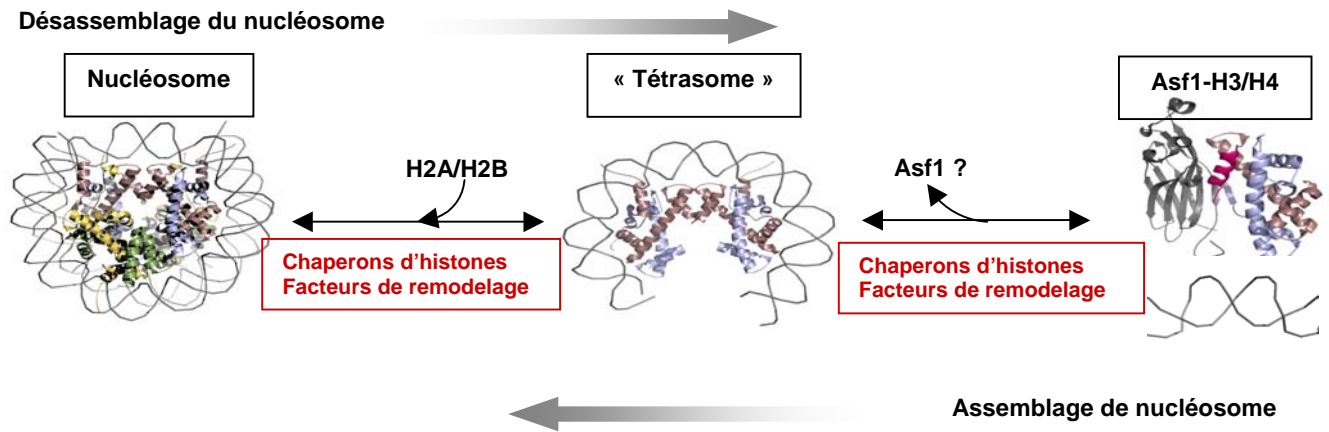 Désassemblage du nucléosome
Nucléosome
« Tétrasome »
Asf1-H3/H4
H2A/H2B
Asf1 ?
Chaperons d’histones
Facteurs de remodelage
Chaperons d’histones
Facteurs de remodelage
Assemblage de nucléosome